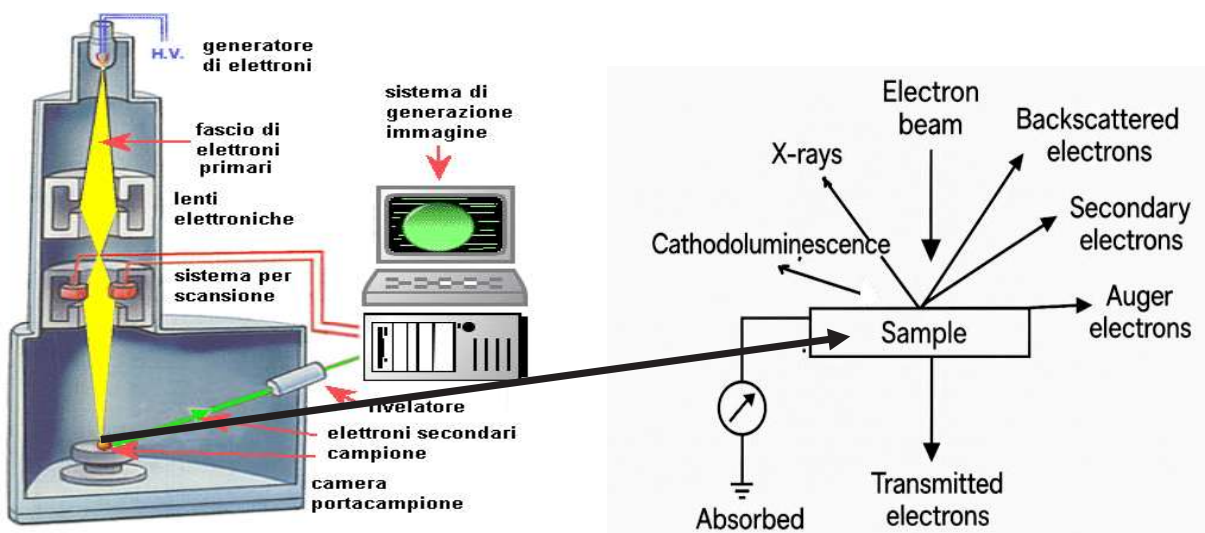 H.V.
generatore
di elettroni
fascio di
elettroni
primari
lenti
elettroniche
sistema per
scansione
sistema di
generazione
immagine
rivelatore
elettroni secondari
campione
camera
portacampione
Electron
beam
Backscattered
electrons
X-rays
Secondary
electrons
Cathodoluminescence
Auger
electrons
Sample
Transmitted
electrons
Absorbed